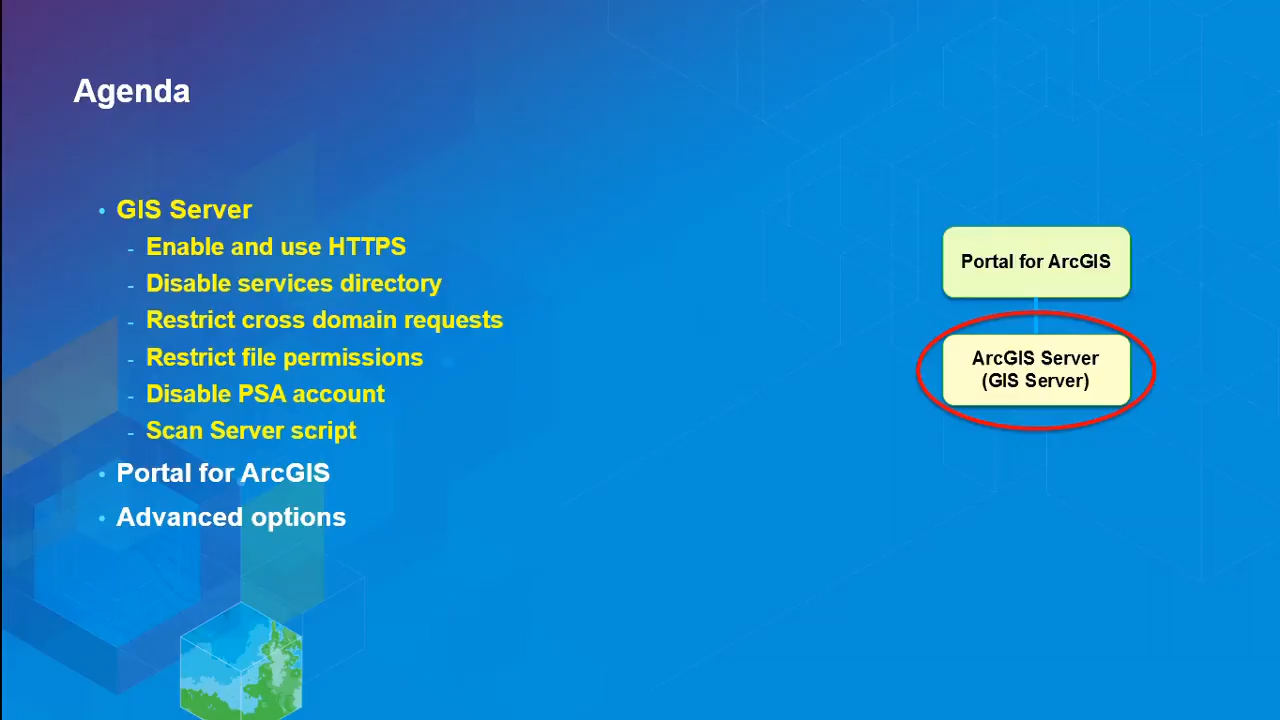 Agenda
• GIS Server
- Enable and use HTTPS
- Disable services directory
- Restrict cross domain requests
- Restrict file permissions
- Disable PSA account
- Scan Server script
• Portal for ArcGIS
• Advanced options
Portal for ArcGIS
ArcGIS Server
(GIS Server)